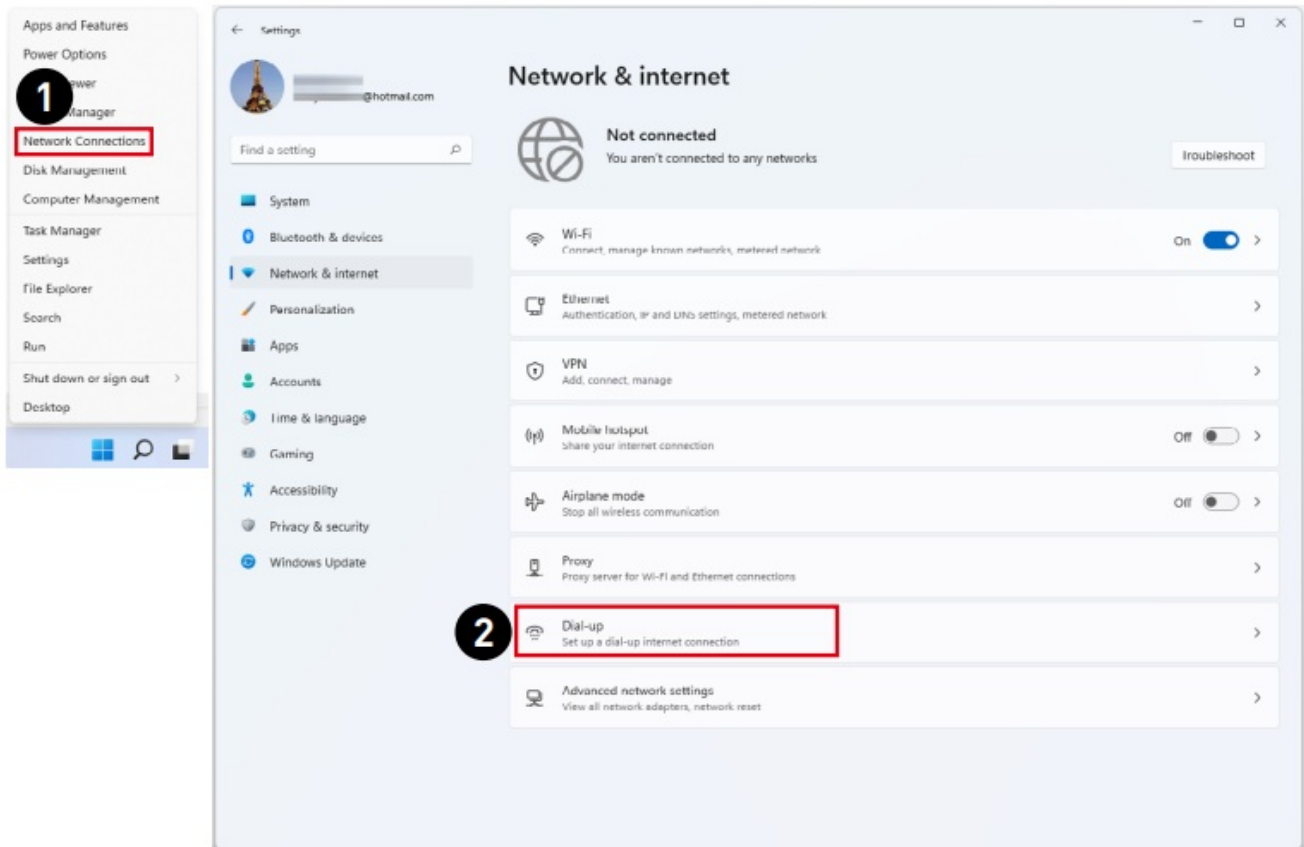 Apps and Features
Power Options
ewer
1
Manager
Network Connections
Disk Management
Computer Management
Task Manager
Settings
File Explorer
Search
Run
Shut down or sign out
Desktop
Settings
@hotmail.com
Find a setting
System
Bluetooth & devices
Network & internet
Personalization
Apps
Accounts
Time & language
Gaming
Accessibility
Privacy & security
Windows Update
Network & internet
Not connected
You aren't connected to any networks
Troubleshoot
Wi-Fi
Connect, manage known networks, metered network
On
Ethernet
Authentication, IP and DNS settings, metered network
VPN
Add, connect, manage
Mobile hotspot
Share your internet connection
Off
Airplane mode
Stop all wireless communication
Off
Proxy
Proxy server for Wi-Fi and Ethernet connections
2
Dial-up
Set up a dial-up internet connection
Advanced network settings
View all network adapters, network reset